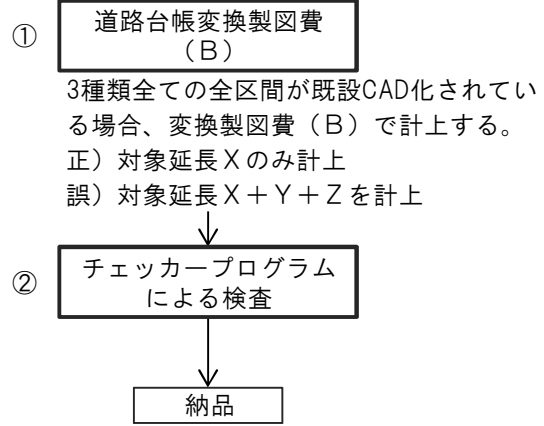 ①
道路台帳変換製図費
(B)
3種類全ての全区間が既設CAD化されてい
る場合、変換製図費（B）で計上する。
正）対象延長Xのみ計上
誤）対象延長X＋Y＋Zを計上
②
チェッカープログラム
による検査
納品